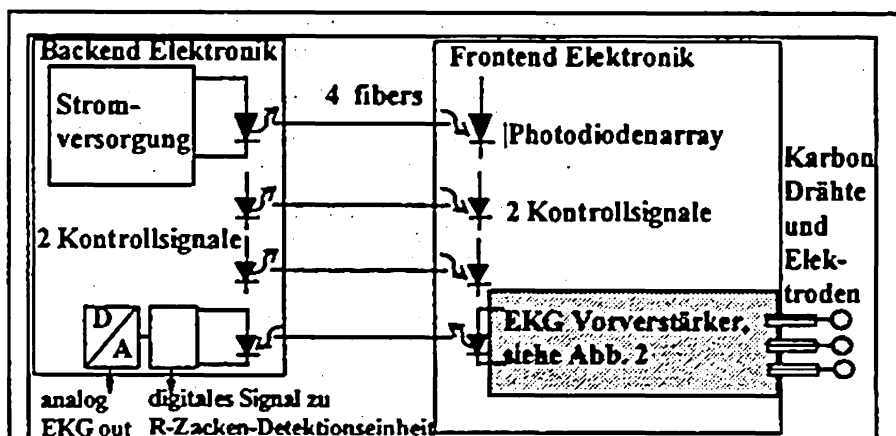 Backend Elektronik
Strom-
versorgung
2 Kontrollsignale
D
A
analog
EKG out
digitales Signal zu
R-Zacken-Detektionseinheit
4 fibers
Frontend Elektronik
Photodiodenarray
2 Kontrollsignale
EKG Vorverstärker,
siehe Abb. 2
Karbon
Drähte
und
Elek-
troden